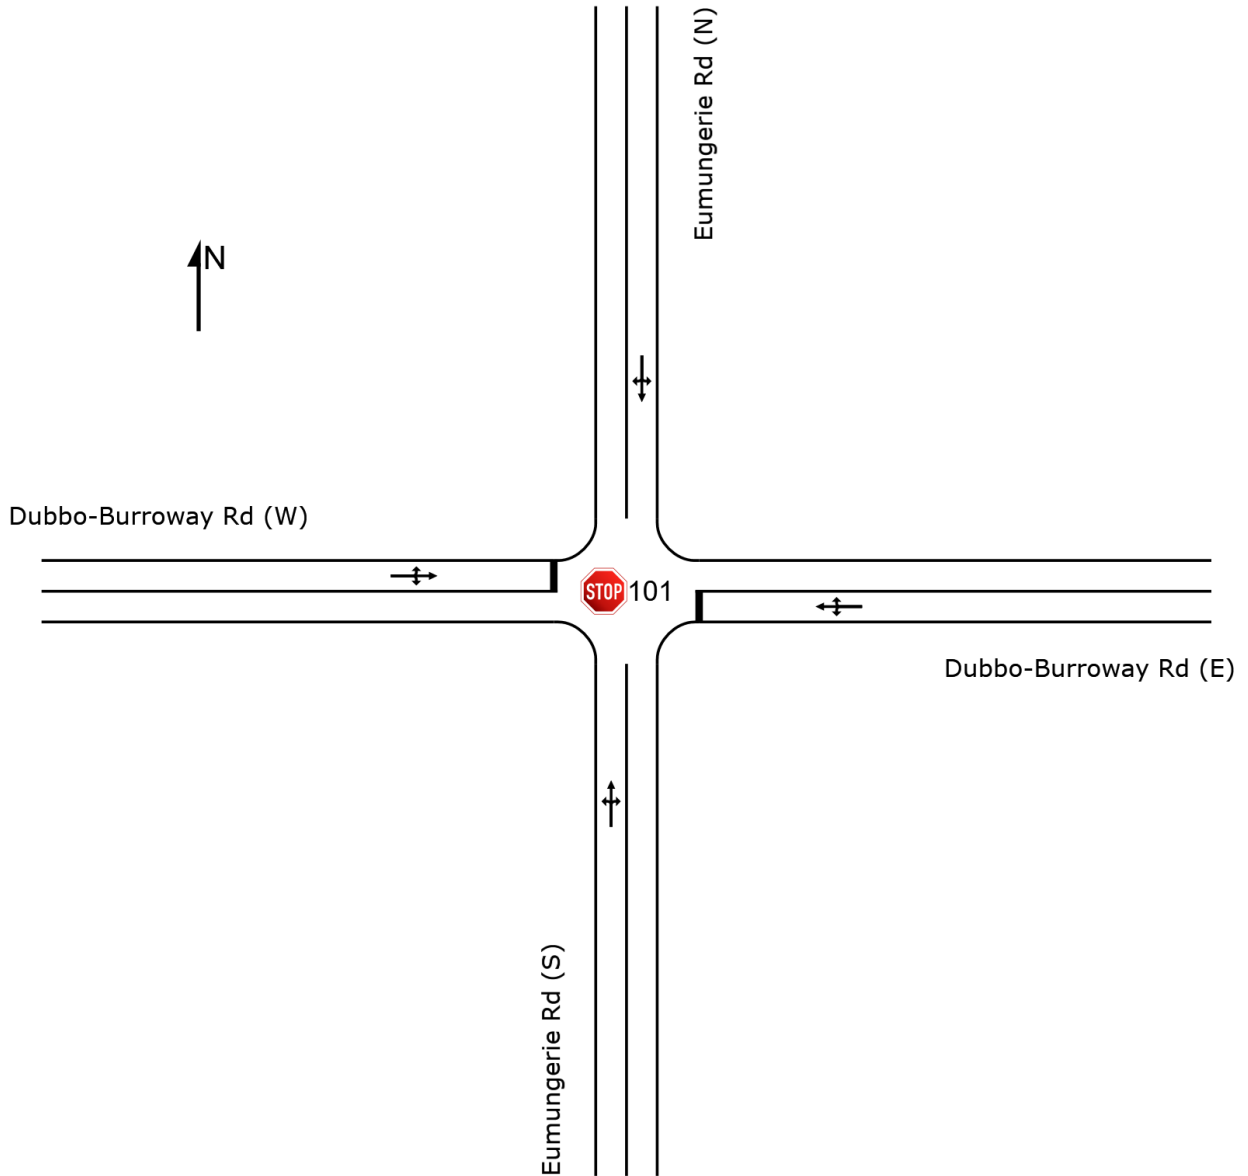 Eumungerie Rd (N)
N
Dubbo-Burroway Rd (W)
STOP 101
Dubbo-Burroway Rd (E)
Eumungerie Rd (S)